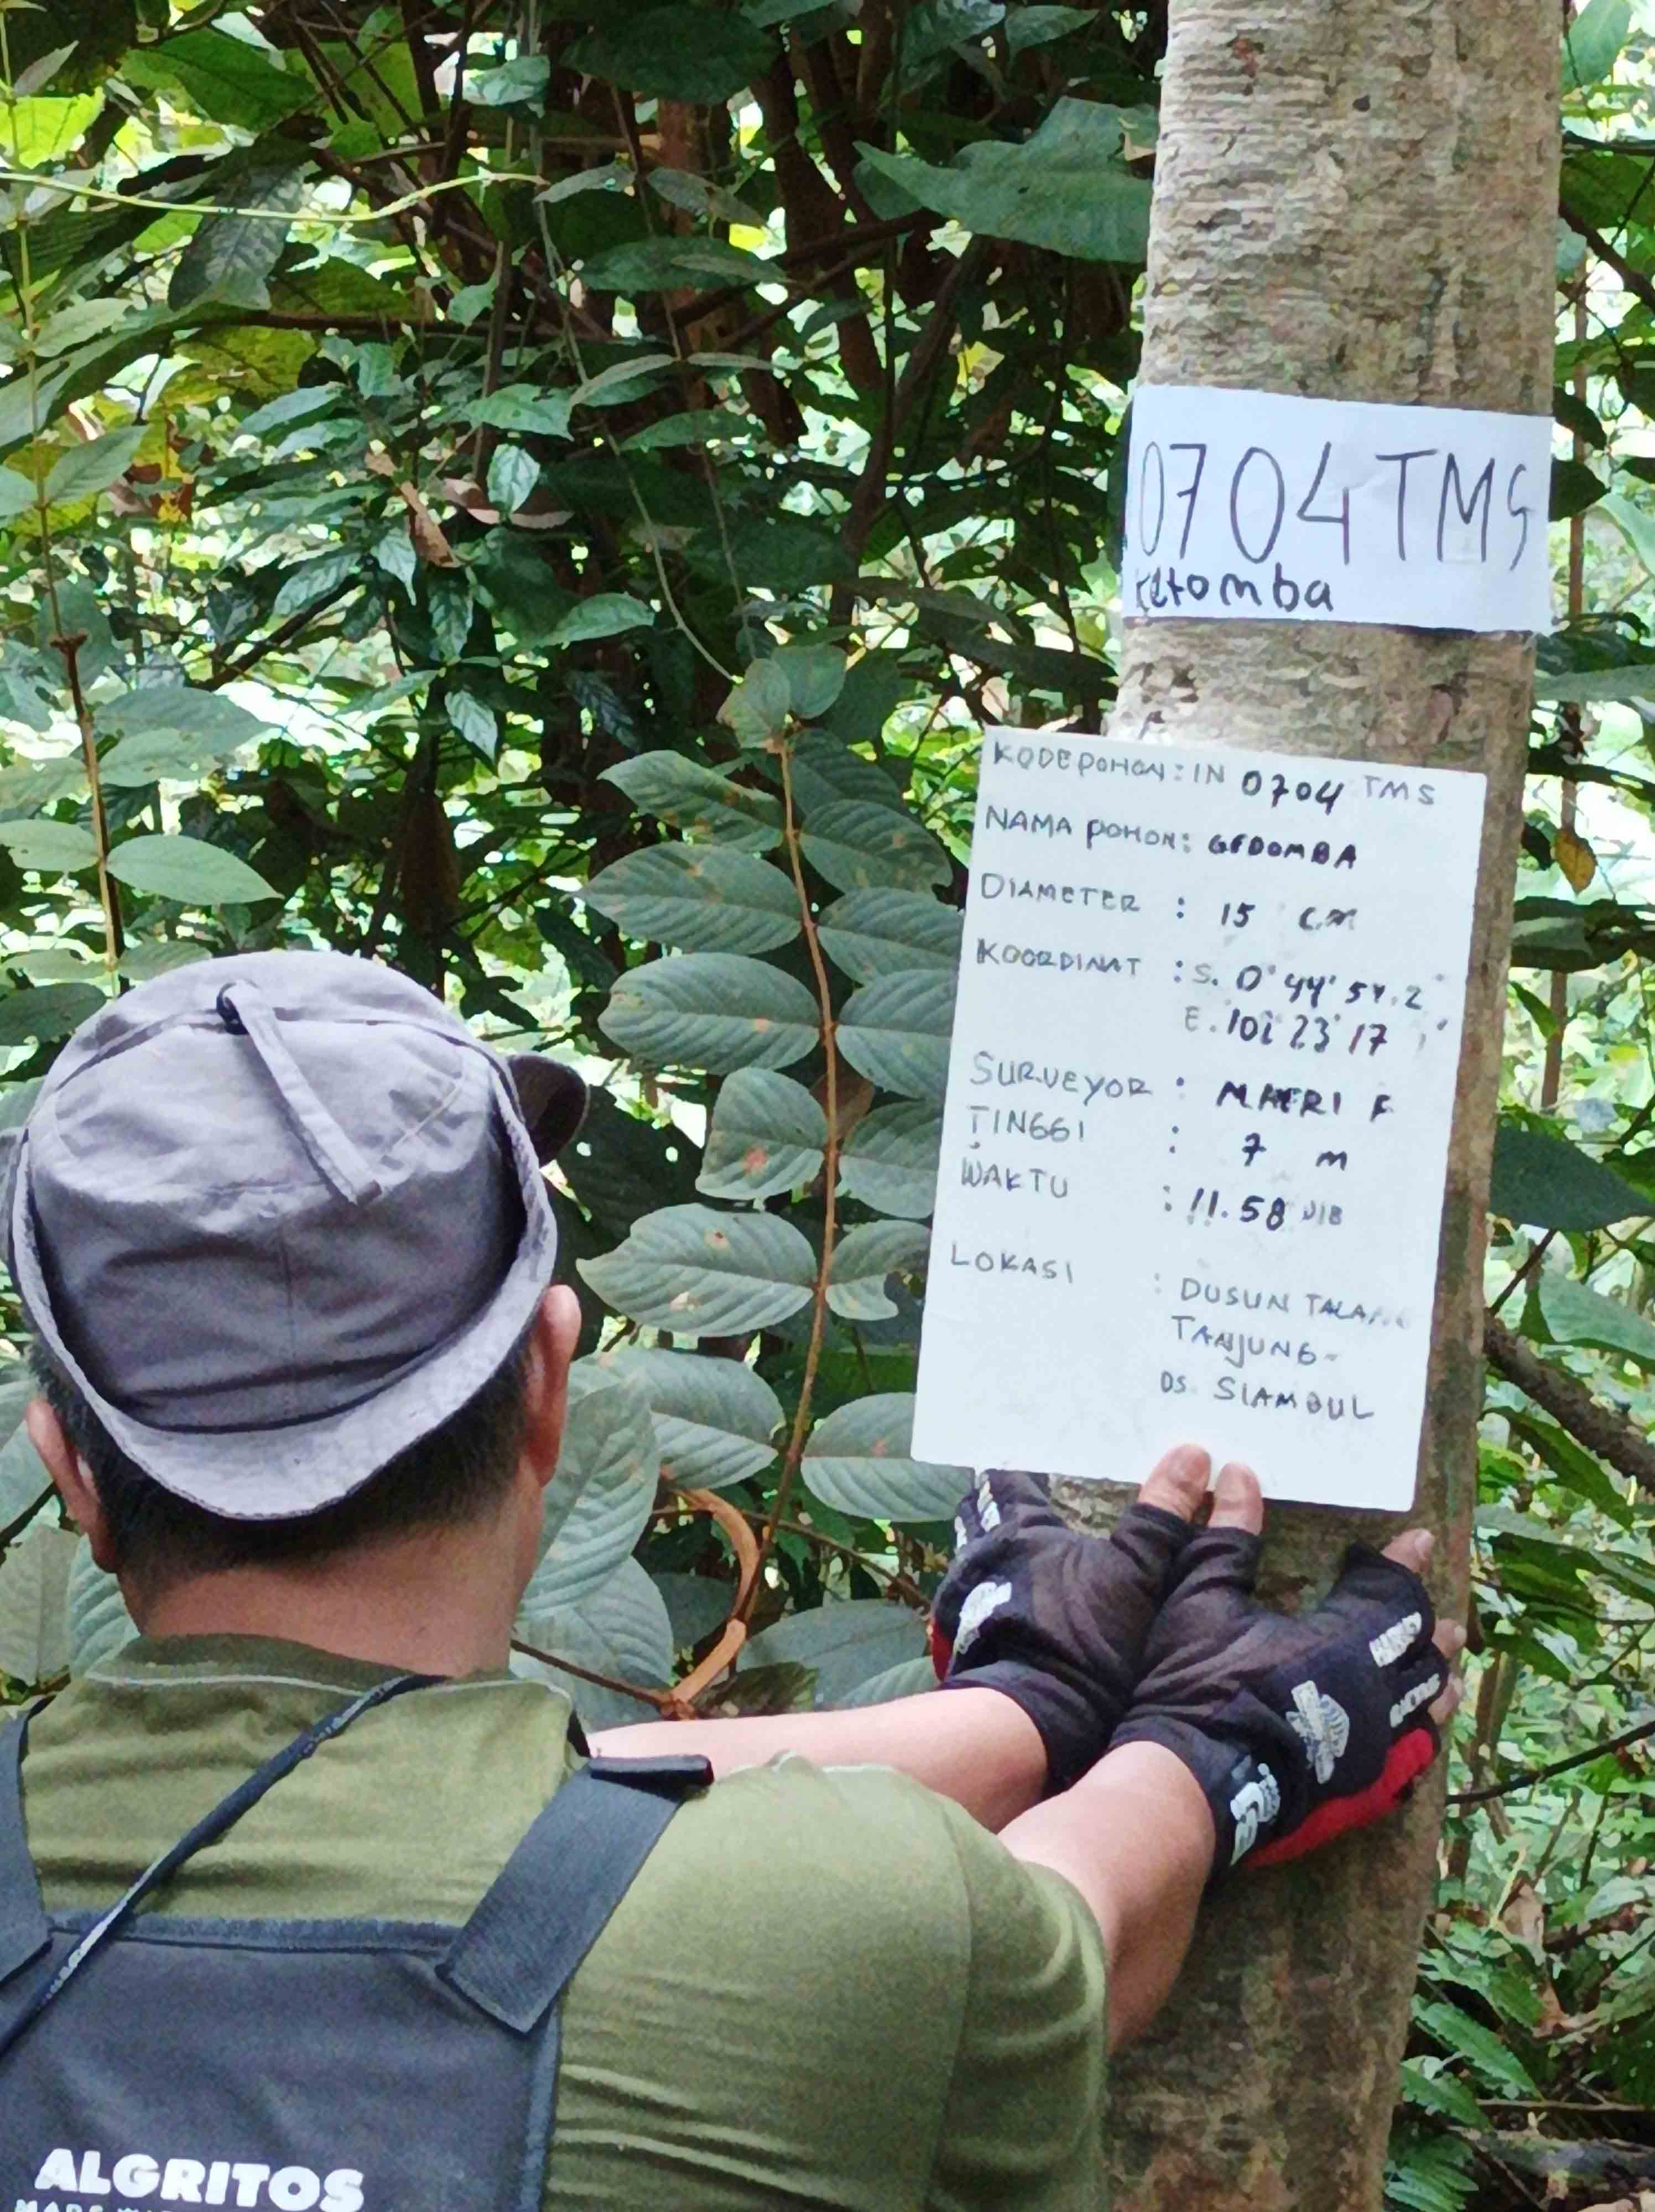 0704 TMS
Ketomba
KODE POHON : IN 0704 TMS
NAMA POHON : GEDOMBA
DIAMETER : 15 CM
KOORDINAT : S. 0° 44' 54.2"
E. 102 23' 17
SURVEYOR : MAERI F
TINGGI : 7 m
WAKTU : 11.58 WIB
LOKASI : DUSUN TALANG
TANJUNG-
DS. SIAMBUL
ALGRITOS